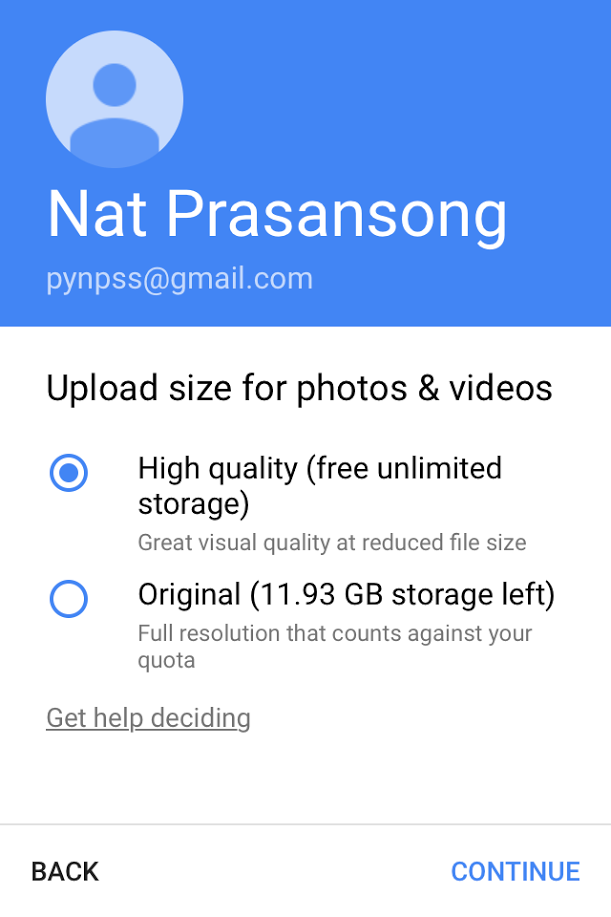 Nat Prasansong
pynpss@gmail.com
Upload size for photos & videos
High quality (free unlimited
storage)
Great visual quality at reduced file size
Original (11.93 GB storage left)
Full resolution that counts against your
quota
Get help deciding
BACK
CONTINUE